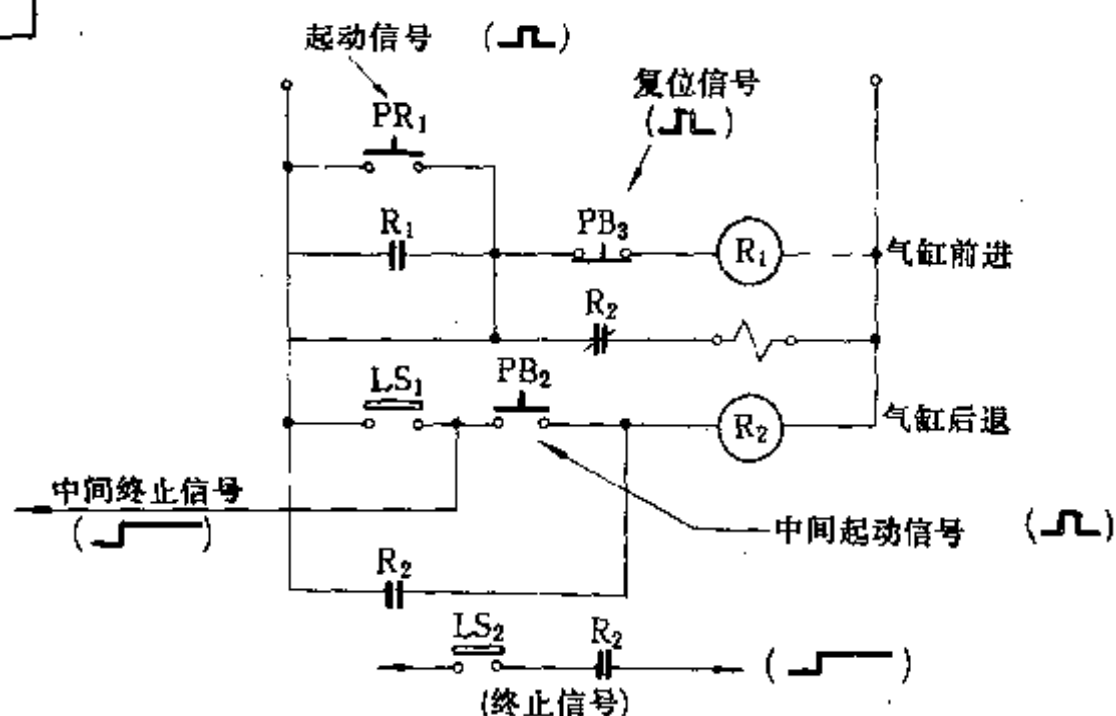 起动信号
复位信号
PR₁
R₁
PB₃
R₁
气缸前进
R₂
LS₁
PB₂
R₂
气缸后退
中间终止信号
中间起动信号
R₂
LS₂
R₂
(终止信号)